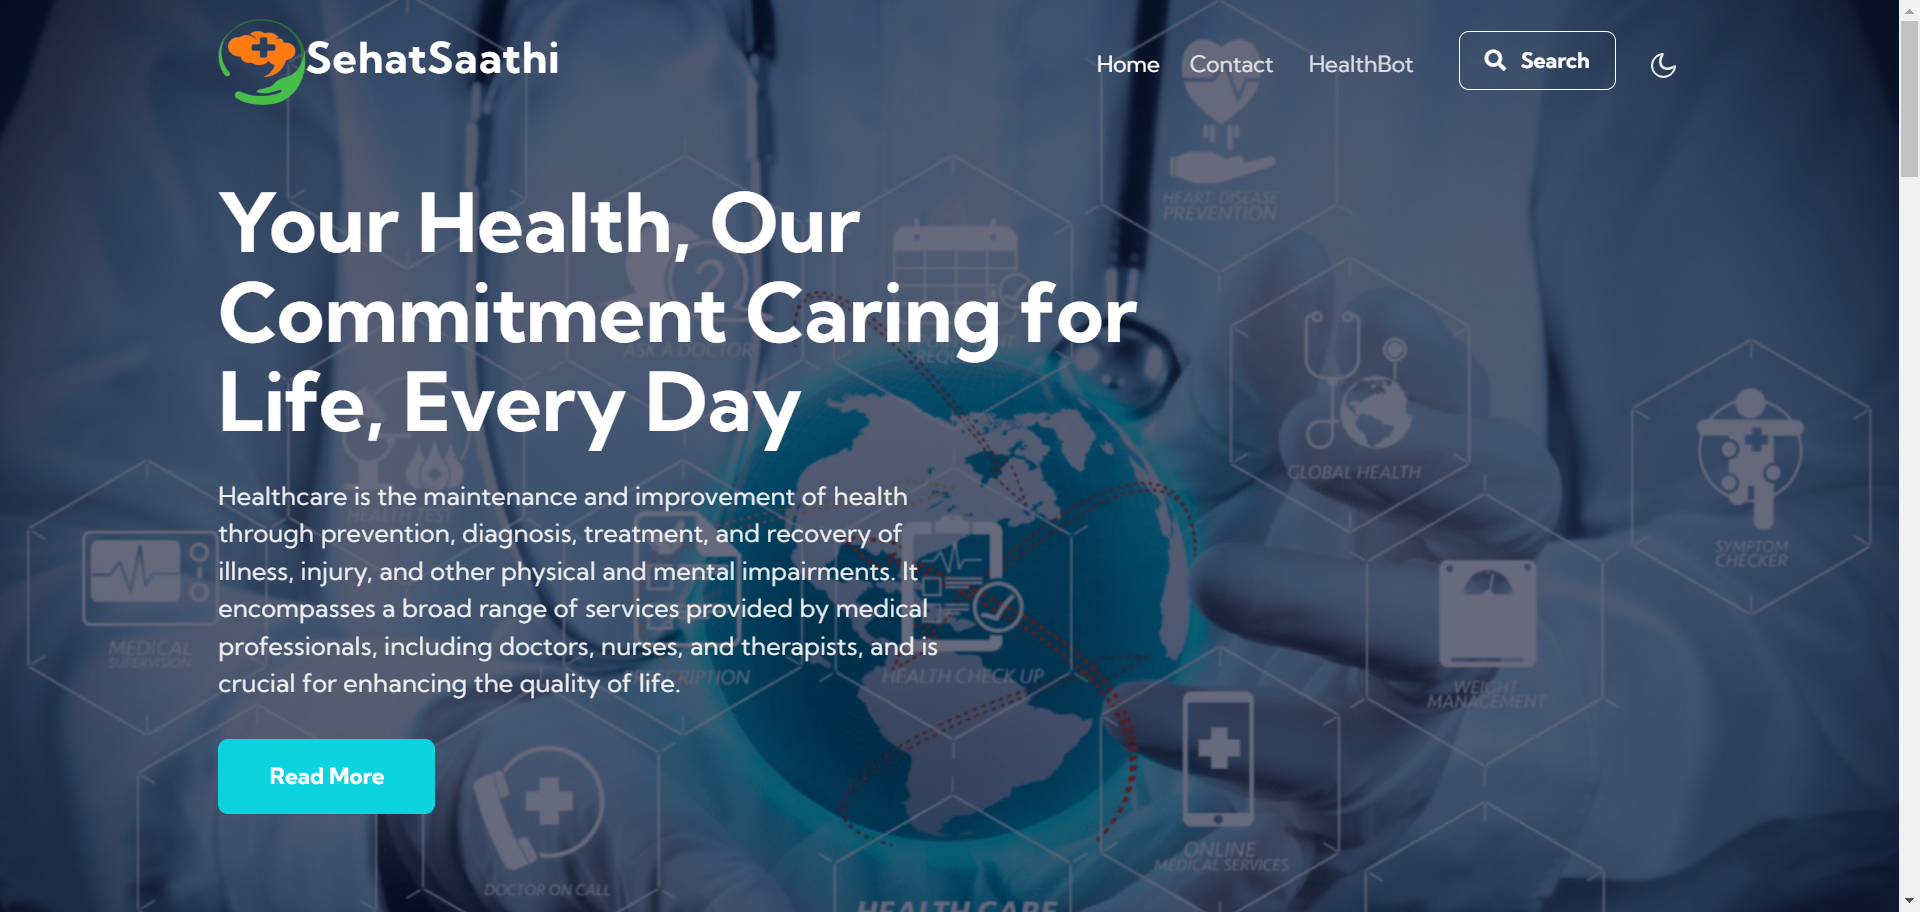 SehatSaathi
Home
Contact
HealthBot
Search
Your Health, Our
Commitment Caring for
Life, Every Day
Healthcare is the maintenance and improvement of health
through prevention, diagnosis, treatment, and recovery of
illness, injury, and other physical and mental impairments. It
encompasses a broad range of services provided by medical
professionals, including doctors, nurses, and therapists, and is
crucial for enhancing the quality of life.
Read More
HEART DISEASE
PREVENTION
ASK A DOCTOR
GLOBAL HEALTH
HEALTH TEST
SYMPTOM
CHECKER
MEDICAL
SUPERVISION
HEALTH CHECK UP
WEIGHT
MANAGEMENT
ONLINE
MEDICAL SERVICES
DOCTOR ON CALL
HEALTH CARE